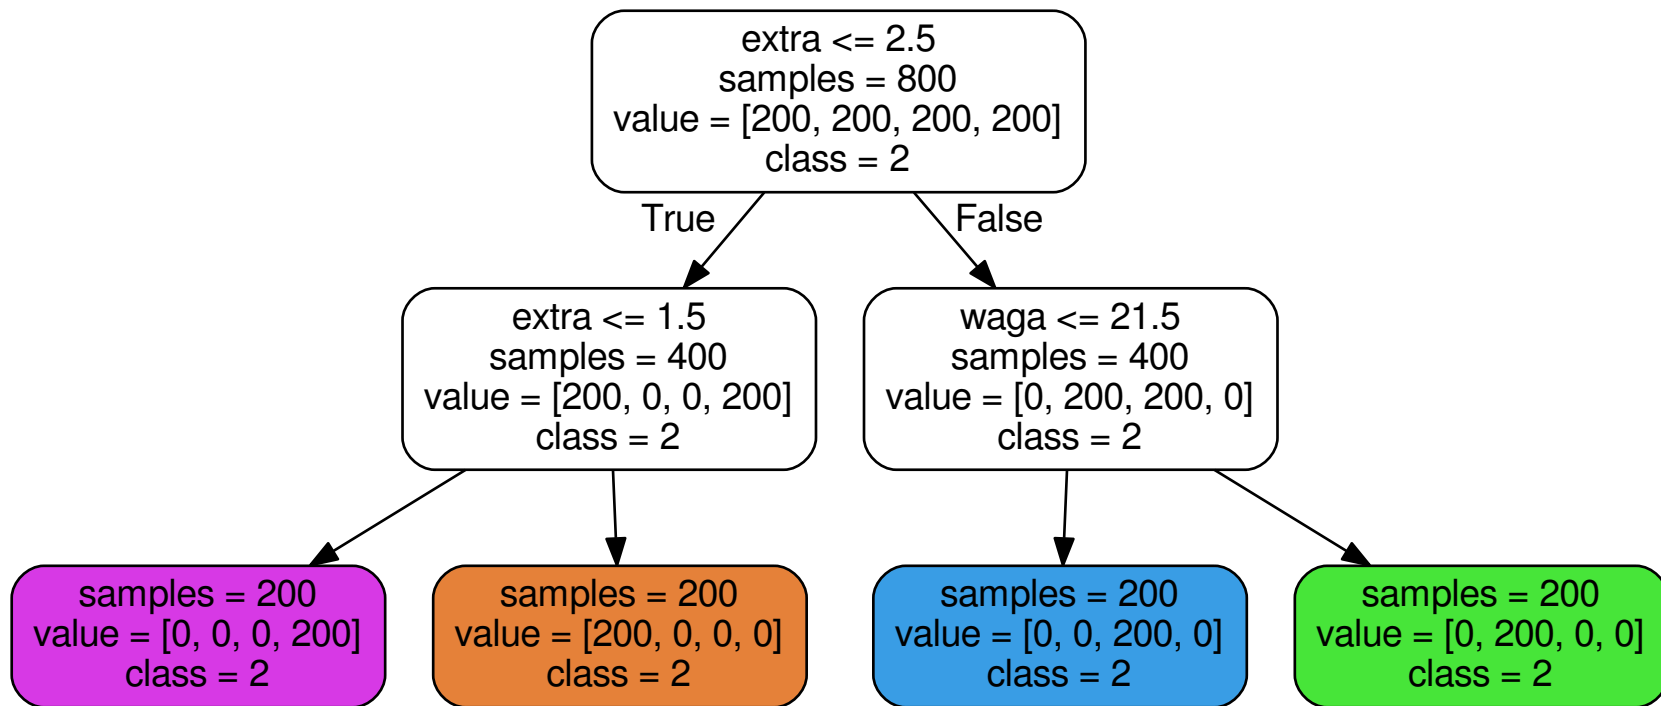 extra <= 2.5
samples = 800
value = [200, 200, 200, 200]
class = 2
True
False
extra <= 1.5
samples = 400
value = [200, 0, 0, 200]
class = 2
waga <= 21.5
samples = 400
value = [0, 200, 200, 0]
class = 2
samples = 200
value = [0, 0, 0, 200]
class = 2
samples = 200
value = [200, 0, 0, 0]
class = 2
samples = 200
value = [0, 0, 200, 0]
class = 2
samples = 200
value = [0, 200, 0, 0]
class = 2